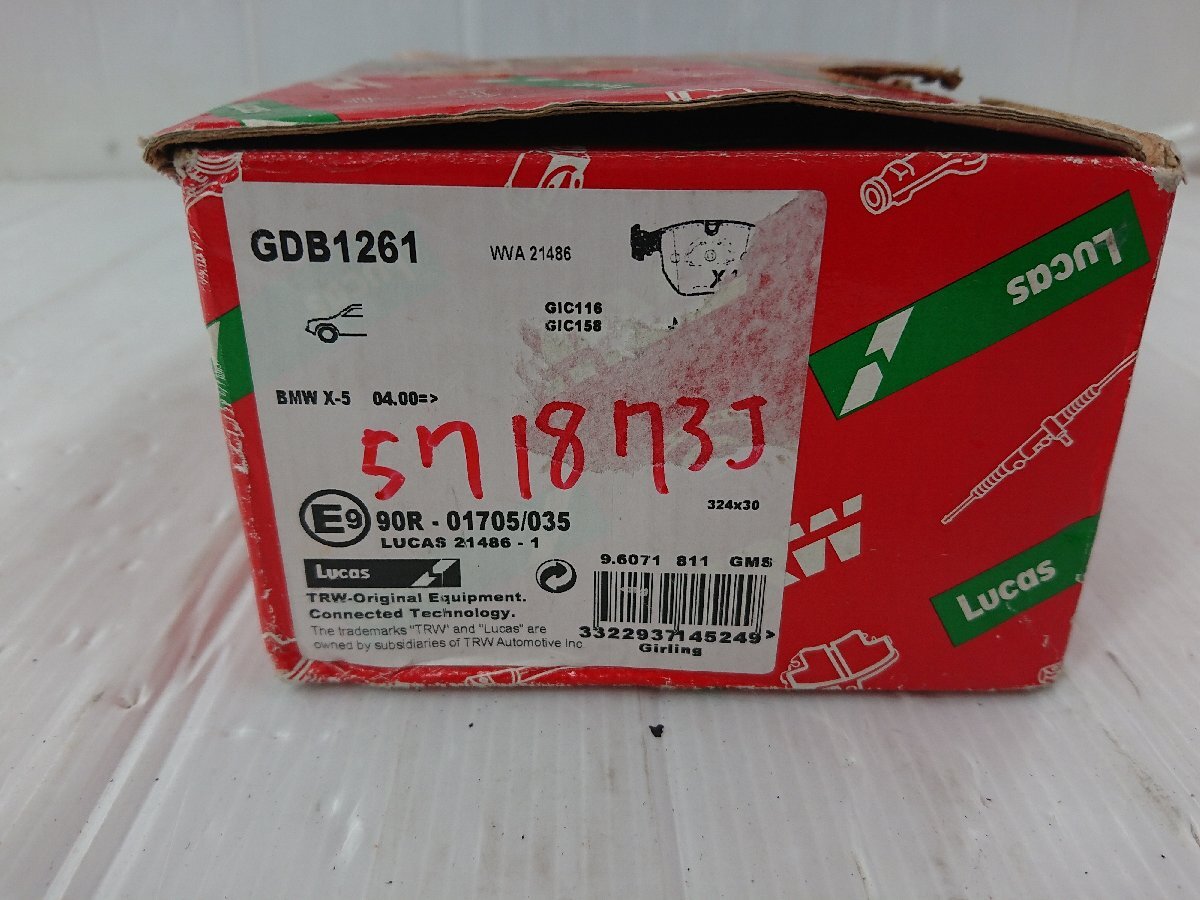 GDB1261
WVA 21486
GIC116
GIC158
BMW X-5 04.00=>
571873J
324x30
E9 90R - 01705/035
LUCAS 21486 - 1
Lucas
TRW-Original Equipment.
Connected Technology.
The trademarks "TRW" and "Lucas" are
owned by subsidiaries of TRW Automotive Inc
9.6071 811 GMS
3322937145249>
Girling
Lucas
Lucas